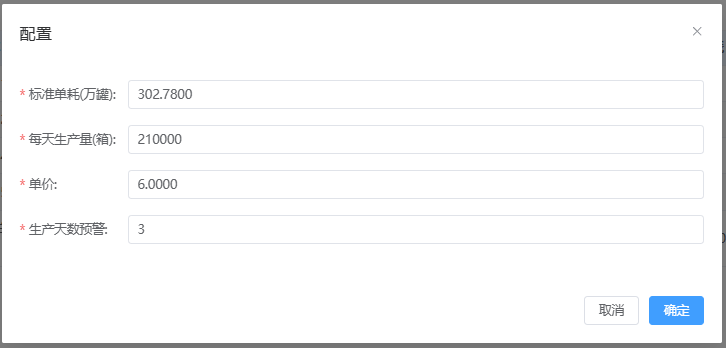 配置
* 标准单耗(万罐): 302.7800
* 每天生产量(箱): 210000
* 单价: 6.0000
* 生产天数预警: 3
取消 确定